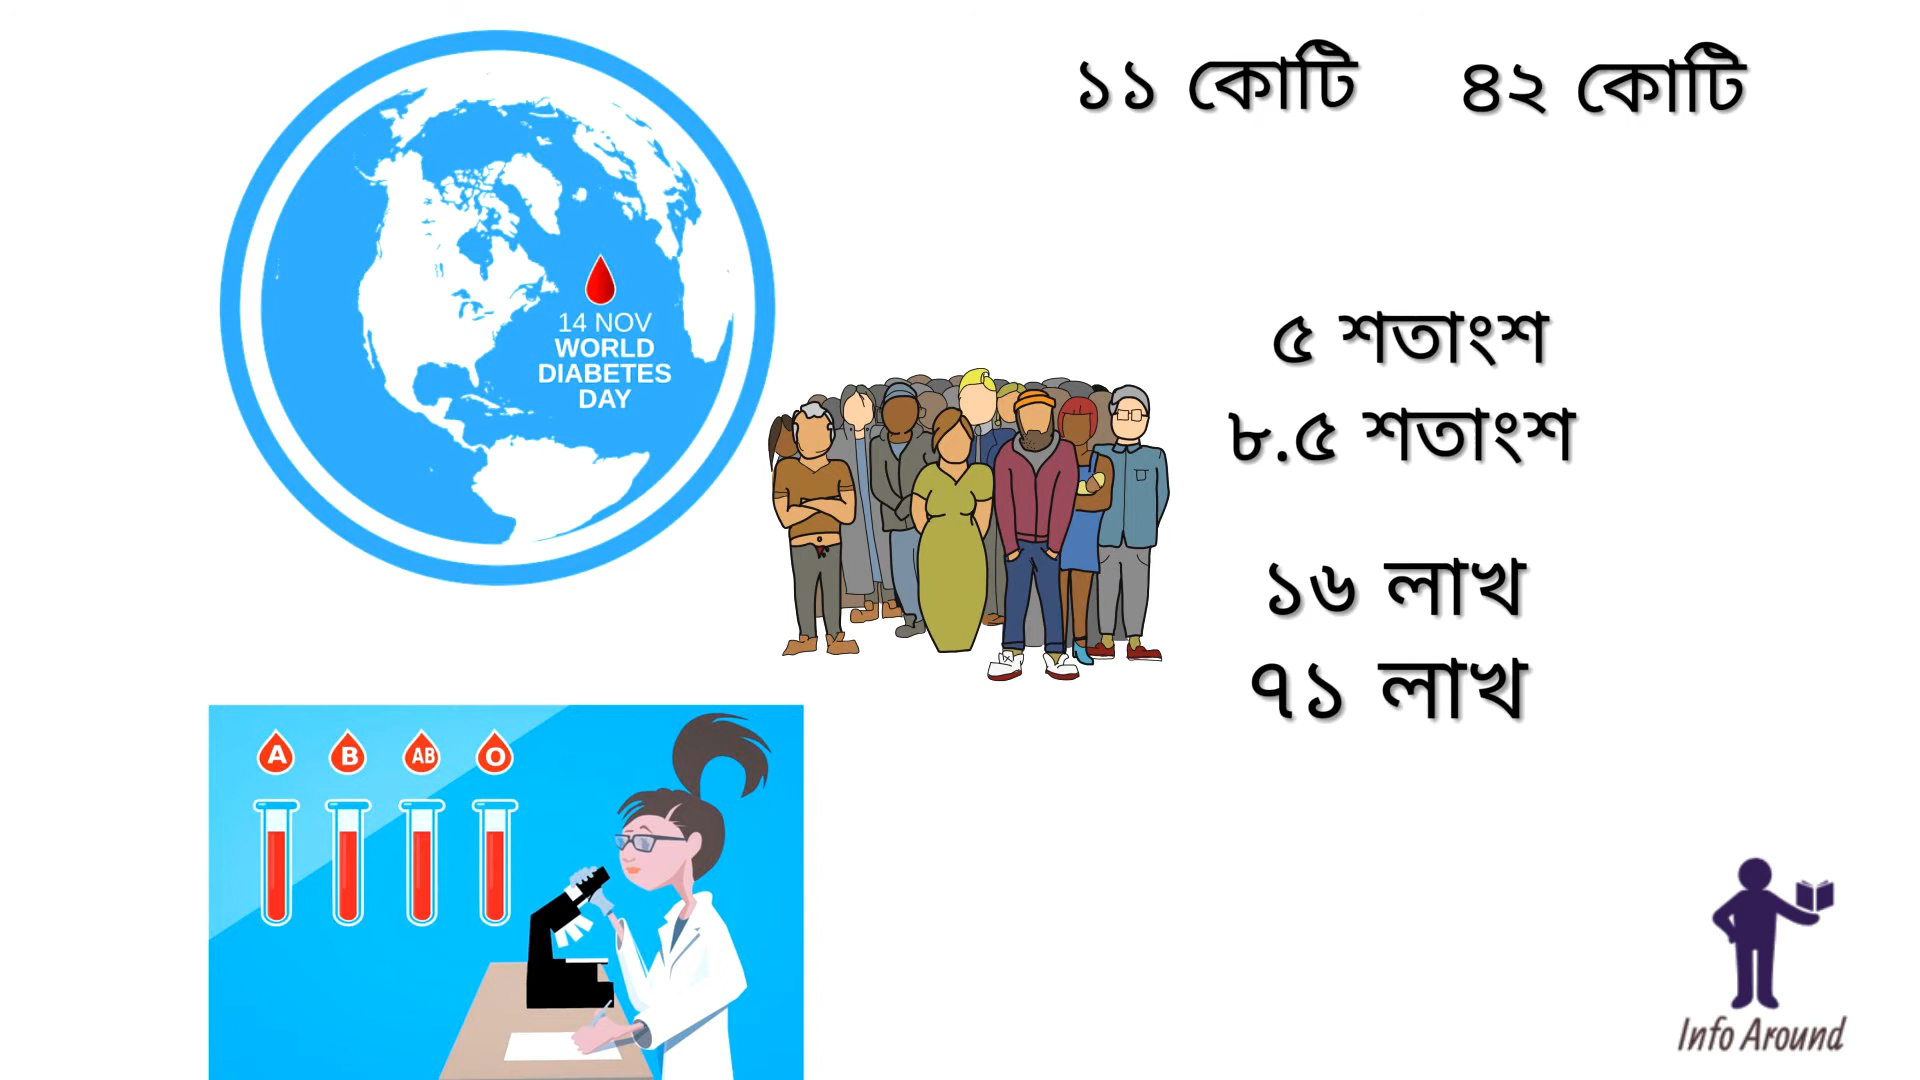 ১১ কোটি ৪২ কোটি
14 NOV
WORLD
DIABETES
DAY
৫ শতাংশ
৮.৫ শতাংশ
১৬ লাখ
৭১ লাখ
A B AB O
Info Around